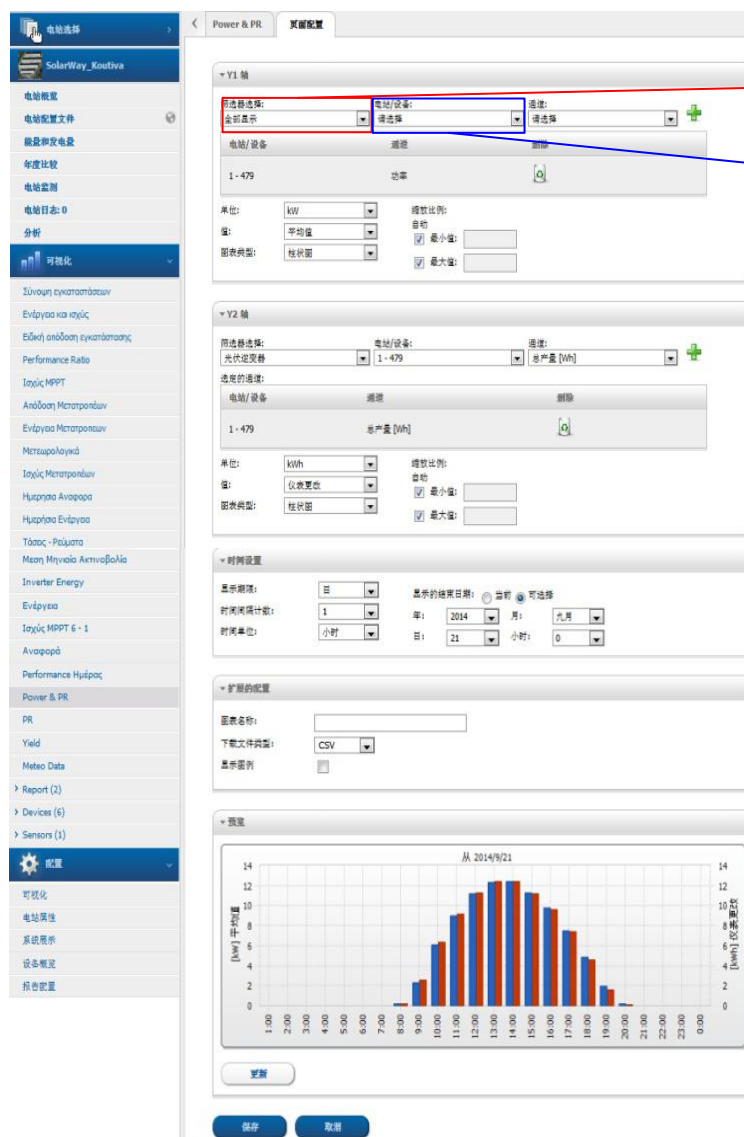 电站选择
SolarWay_Koutiva
电站概览
电站配置文件
能量和发电量
年度比较
电站监测
电站日志: 0
分析
可视化
Σύνοψη εγκαταστάσεων
Ενέργεια και ισχύς
Ειδική απόδοση εγκατάστασης
Performance Ratio
Ισχύς MPPT
Απόδοση Μετατροπέων
Ενέργεια Μετατροπεων
Μετεωρολογικά
Ισχύς Μετατροπέων
Ημερησια Αναφορα
Ημερήσια Ενέργεια
Τάσεις - Ρεύματα
Μεση Μηνιαία Ακτινοβολία
Inverter Energy
Ενέργεια
Ισχύς MPPT 6 - 1
Αναφορά
Performance Ημέρας
Power & PR
PR
Yield
Meteo Data
Report (2)
Devices (6)
Sensors (1)
配置
可视化
电站属性
系统展示
设备概览
报告配置
Power & PR 页面配置
Y1 轴
筛选器选择: 电站/设备: 通道:
全部显示 请选择 请选择
电站/设备 通道 删除
1 - 479 功率
单位: kW 缩放比例:
自动
值: 平均值 最小值:
图表类型: 柱状图 最大值:
Y2 轴
筛选器选择: 电站/设备: 通道:
光伏逆变器 1 - 479 总产量 [Wh]
选定的通道:
电站/设备 通道 删除
1 - 479 总产量 [Wh]
单位: kWh 缩放比例:
自动
值: 仪表更改 最小值:
图表类型: 柱状图 最大值:
时间设置
显示期限: 日 显示的结束日期: 当前 可选择
时间间隔计数: 1 年: 2014 月: 九月
时间单位: 小时 日: 21 小时: 0
扩展的配置
图表名称:
下载文件类型: CSV
显示图例
预览
从 2014/9/21
14
12
10
8
6
4
2
0
[kW] 平均值
1:00 2:00 3:00 4:00 5:00 6:00 7:00 8:00 9:00 10:00 11:00 12:00 13:00 14:00 15:00 16:00 17:00 18:00 19:00 20:00 21:00 22:00 23:00 0:00
14
12
10
8
6
4
2
0
[kWh] 仪表更改
更新
保存 取消